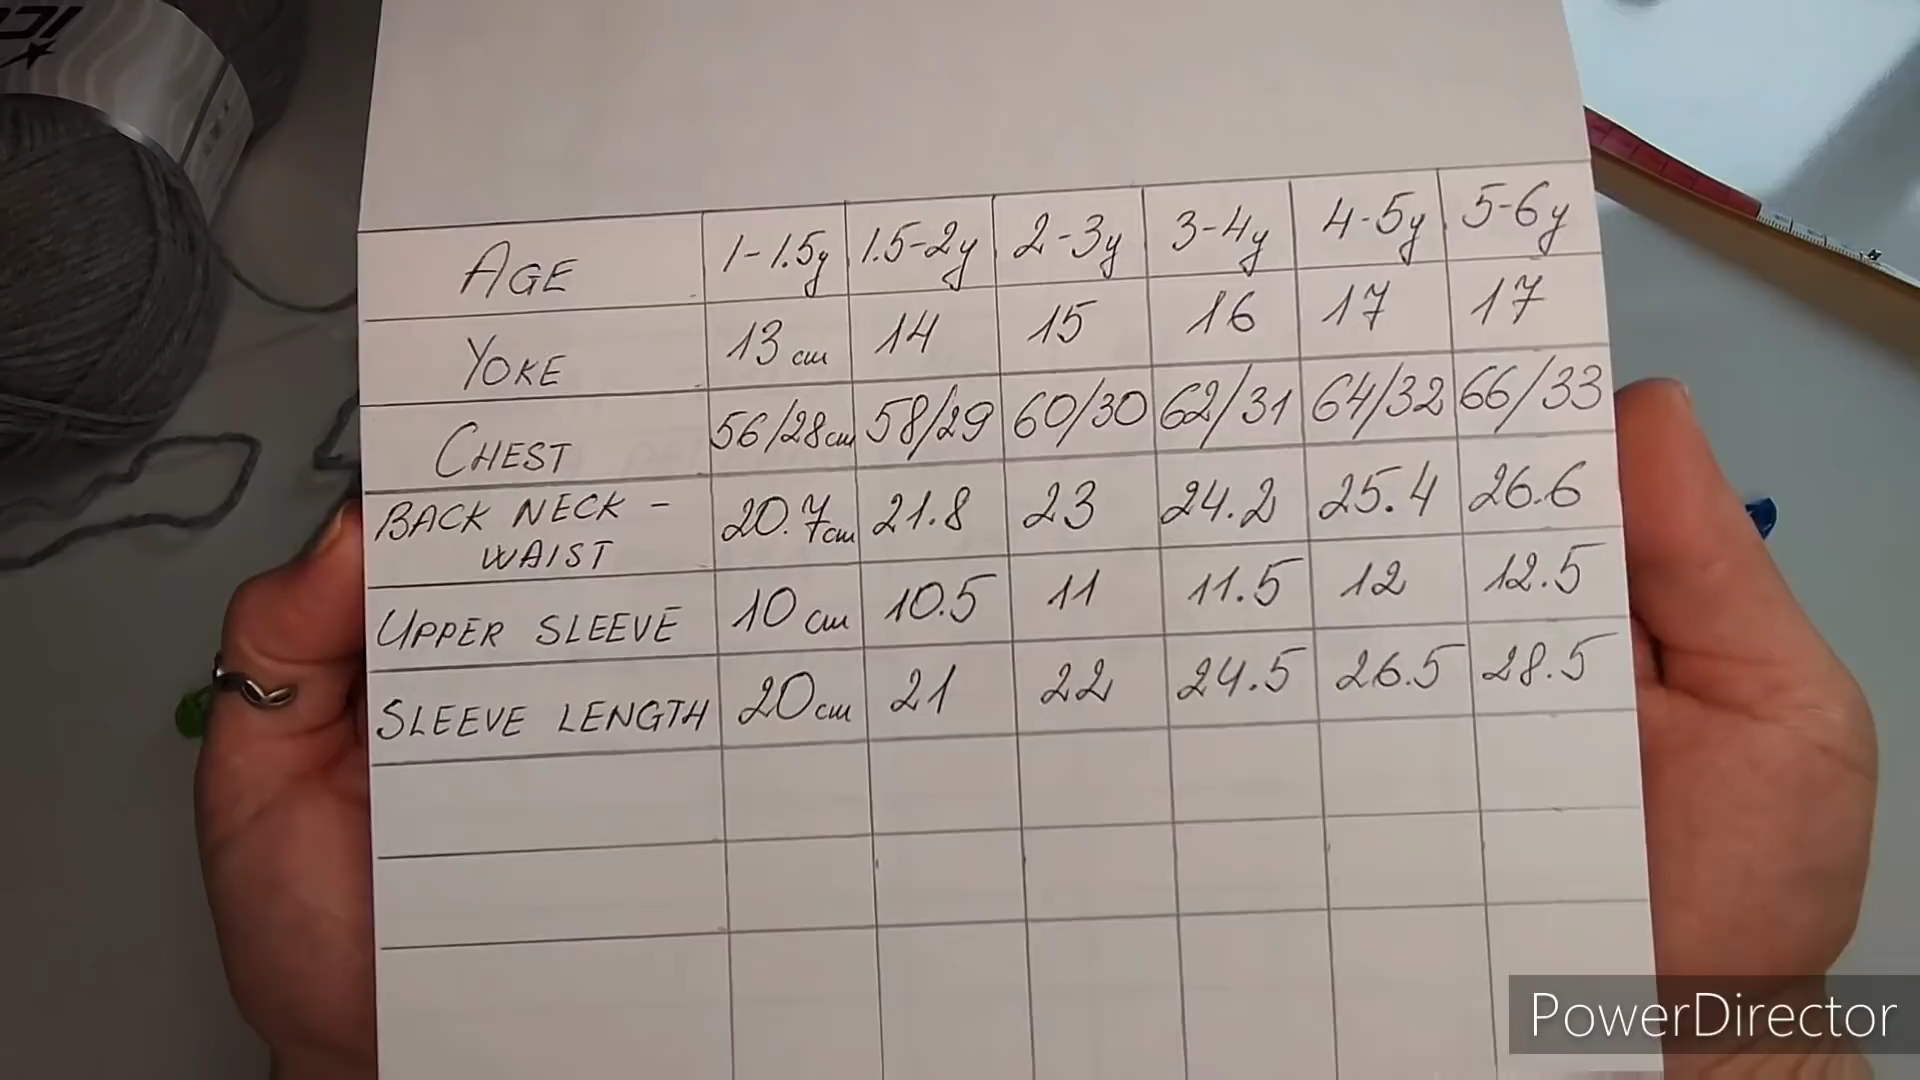 AGE 1-1.5y 1.5-2y 2-3y 3-4y 4-5y 5-6y
YOKE 13 cm 14 15 16 17 17
CHEST 56/28cm 58/29 60/30 62/31 64/32 66/33
BACK NECK -
WAIST 20.7cm 21.8 23 24.2 25.4 26.6
UPPER SLEEVE 10 cm 10.5 11 11.5 12 12.5
SLEEVE LENGTH 20cm 21 22 24.5 26.5 28.5
PowerDirector